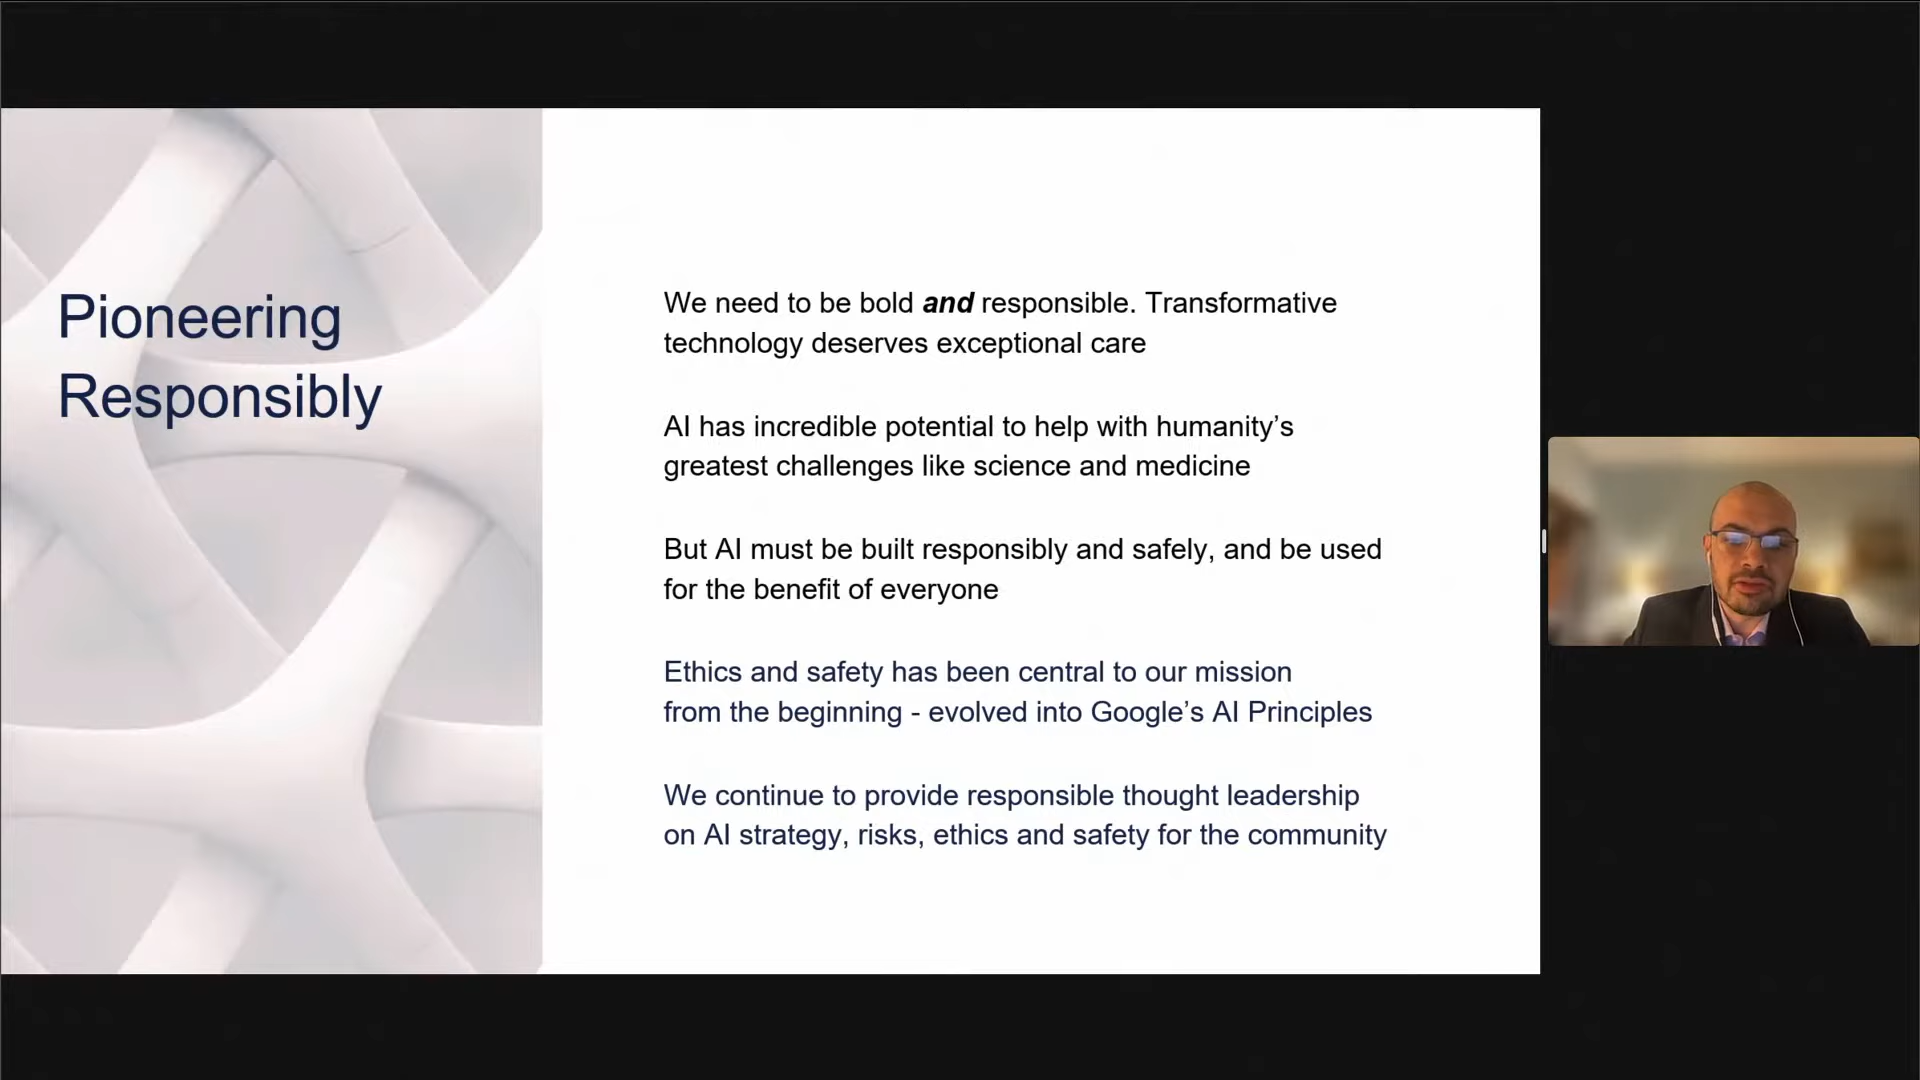 Pioneering
Responsibly
We need to be bold and responsible. Transformative
technology deserves exceptional care
AI has incredible potential to help with humanity’s
greatest challenges like science and medicine
But AI must be built responsibly and safely, and be used
for the benefit of everyone
Ethics and safety has been central to our mission
from the beginning - evolved into Google’s AI Principles
We continue to provide responsible thought leadership
on AI strategy, risks, ethics and safety for the community